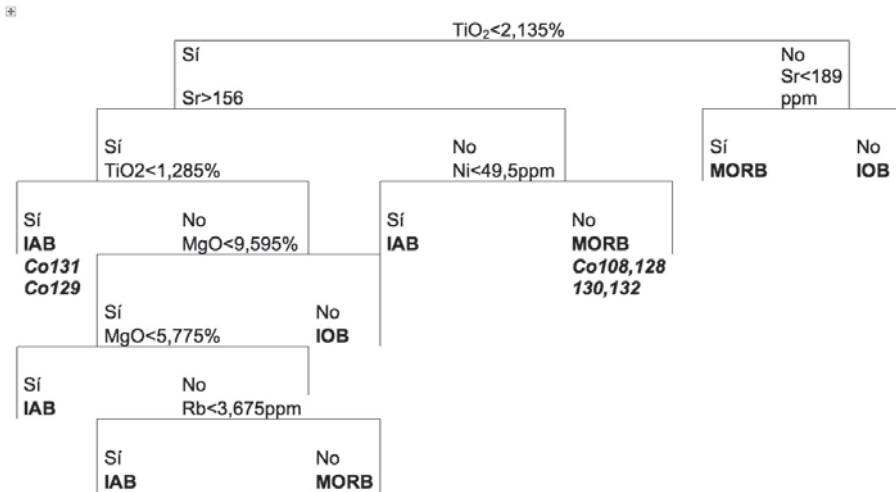 TiO₂<2,135%
Sí No
Sr<189
Sr>156 ppm
Sí No Sí No
TiO2<1,285% Ni<49,5ppm MORB IOB
Sí No Sí No
IAB MgO<9,595% IAB MORB
Co131 Co108,128
Co129 130,132
Sí No
MgO<5,775% IOB
Sí No
IAB Rb<3,675ppm
Sí No
IAB MORB